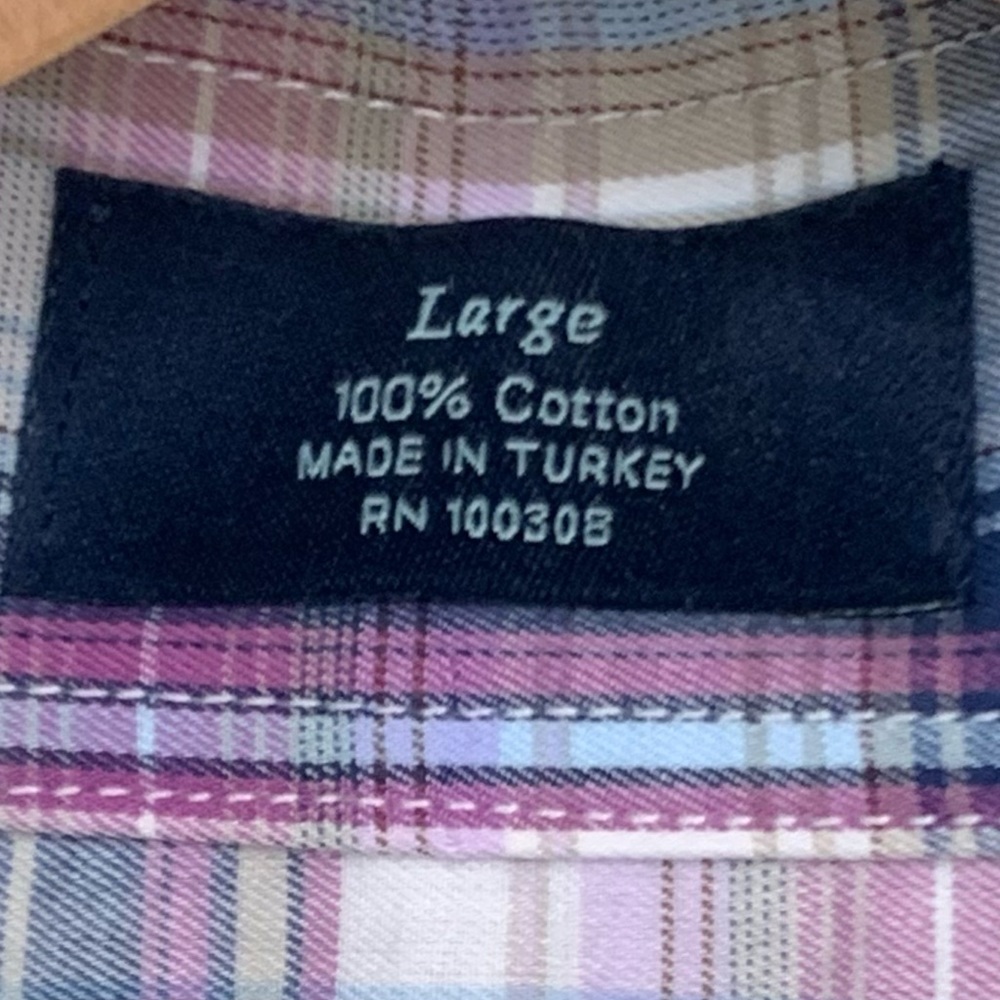 Large
100% Cotton
MADE IN TURKEY
RN 100308